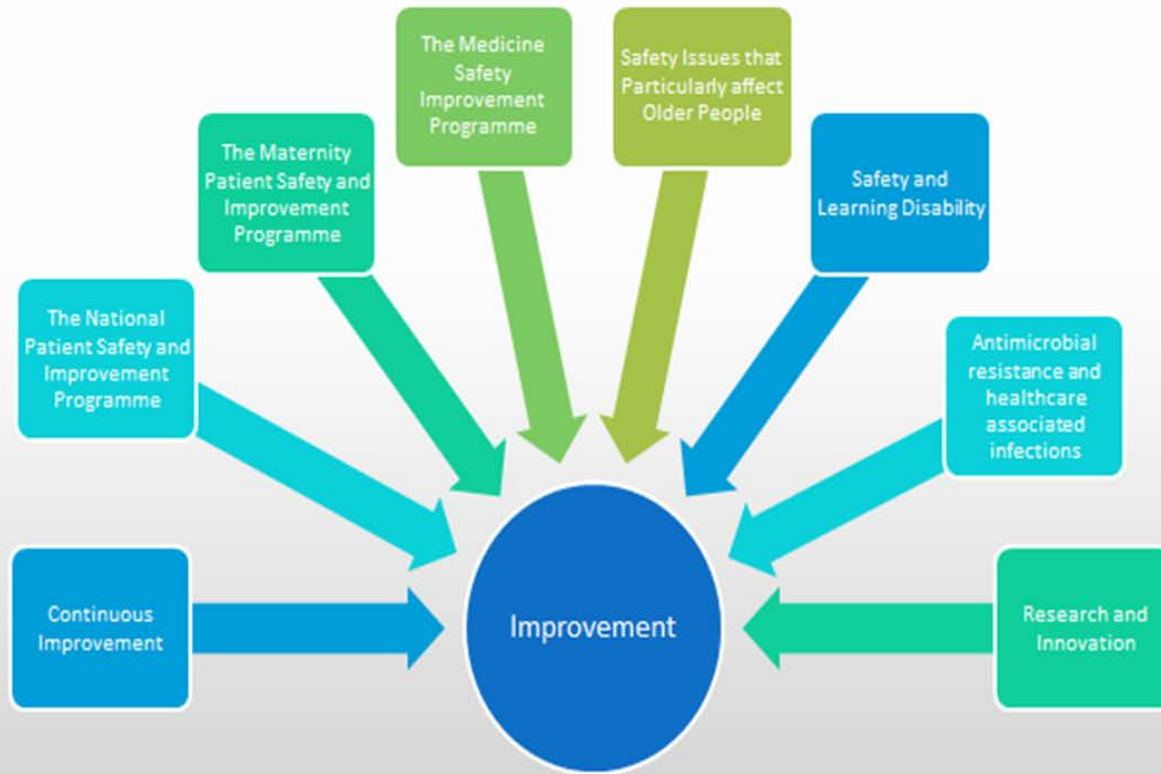 The Medicine
Safety
Improvement
Programme
Safety Issues that
Particularly affect
Older People
The Maternity
Patient Safety and
Improvement
Programme
Safety and
Learning Disability
The National
Patient Safety and
Improvement
Programme
Antimicrobial
resistance and
healthcare
associated
infections
Continuous
Improvement
Improvement
Research and
Innovation